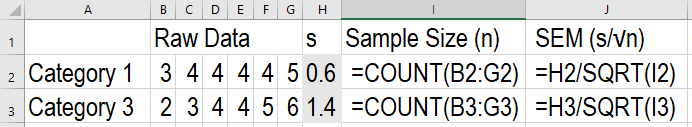 A B C D E F G H I J
1 Raw Data s Sample Size (n) SEM (s/√n)
2 Category 1 3 4 4 4 4 5 0.6 =COUNT(B2:G2) =H2/SQRT(I2)
3 Category 3 2 3 4 4 5 6 1.4 =COUNT(B3:G3) =H3/SQRT(I3)